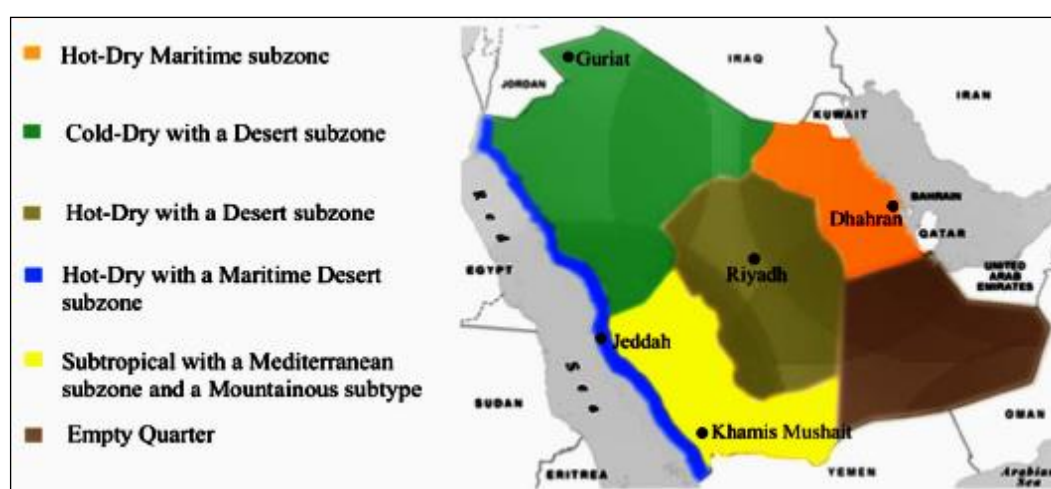 Hot-Dry Maritime subzone
Cold-Dry with a Desert subzone
Hot-Dry with a Desert subzone
Hot-Dry with a Maritime Desert
subzone
Subtropical with a Mediterranean
subzone and a Mountainous subtype
Empty Quarter
Guriat
IRAQ
JORDAN
IRAN
KUWAIT
BAHRAIN
Dhahran
QATAR
Red
EGYPT
Riyadh
UNITED
ARAB
EMIRATES
Jeddah
Sea
SUDAN
OMAN
Khamis Mushait
ERITREA
YEMEN
Arabian
Sea